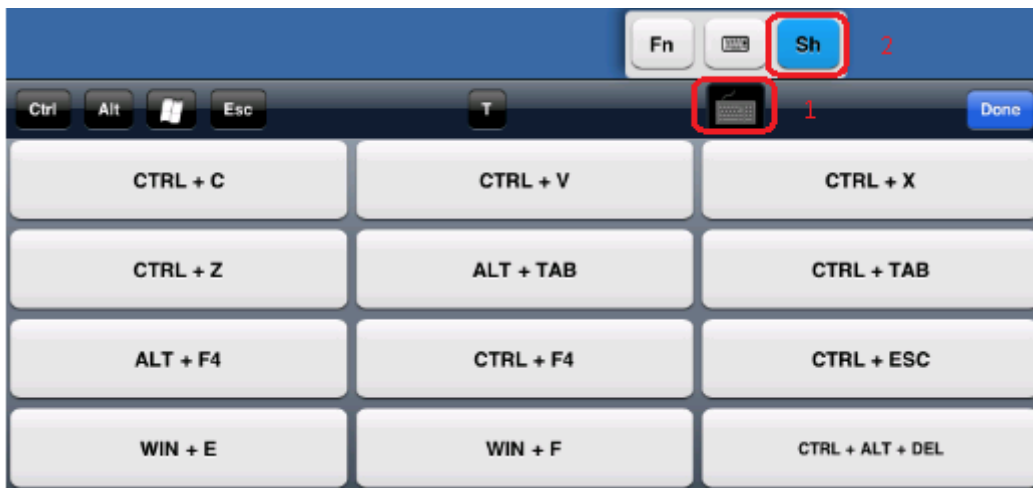 Fn Sh 2
Ctrl Alt Esc T 1 Done
CTRL + C CTRL + V CTRL + X
CTRL + Z ALT + TAB CTRL + TAB
ALT + F4 CTRL + F4 CTRL + ESC
WIN + E WIN + F CTRL + ALT + DEL